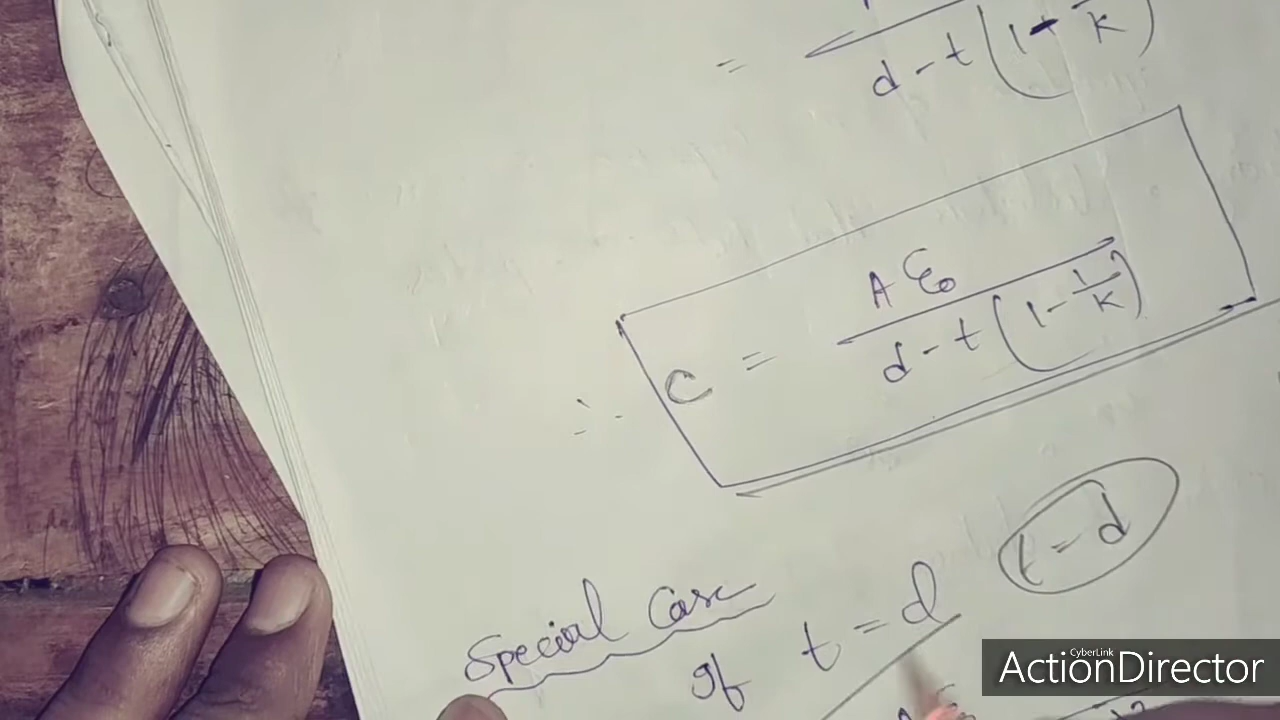 = d - t (1 - 1/k)
∴ C = Aε₀ / d - t (1 - 1/k)
t = d
Special Case
If t = d
CyberLink
ActionDirector